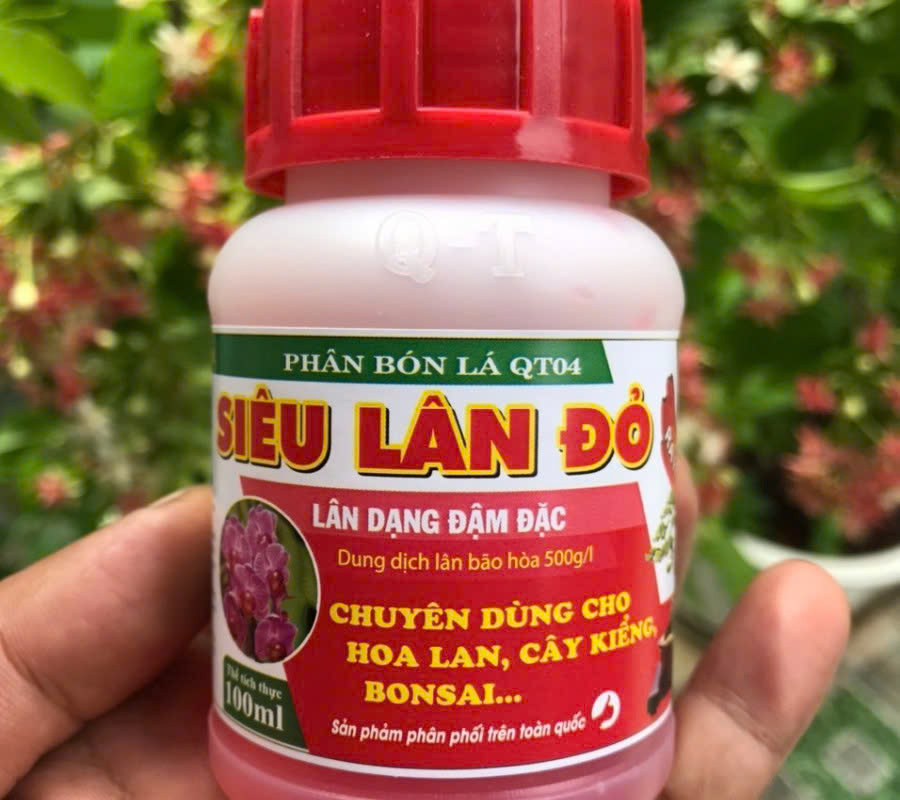 Q-T
PHÂN BÓN LÁ QT04
SIÊU LÂN ĐỎ
LÂN DẠNG ĐẬM ĐẶC
Dung dịch lân bão hòa 500g/l
CHUYÊN DÙNG CHO
HOA LAN, CÂY KIỂNG,
BONSAI...
Thể tích thực
100ml
Sản phẩm phân phối trên toàn quốc